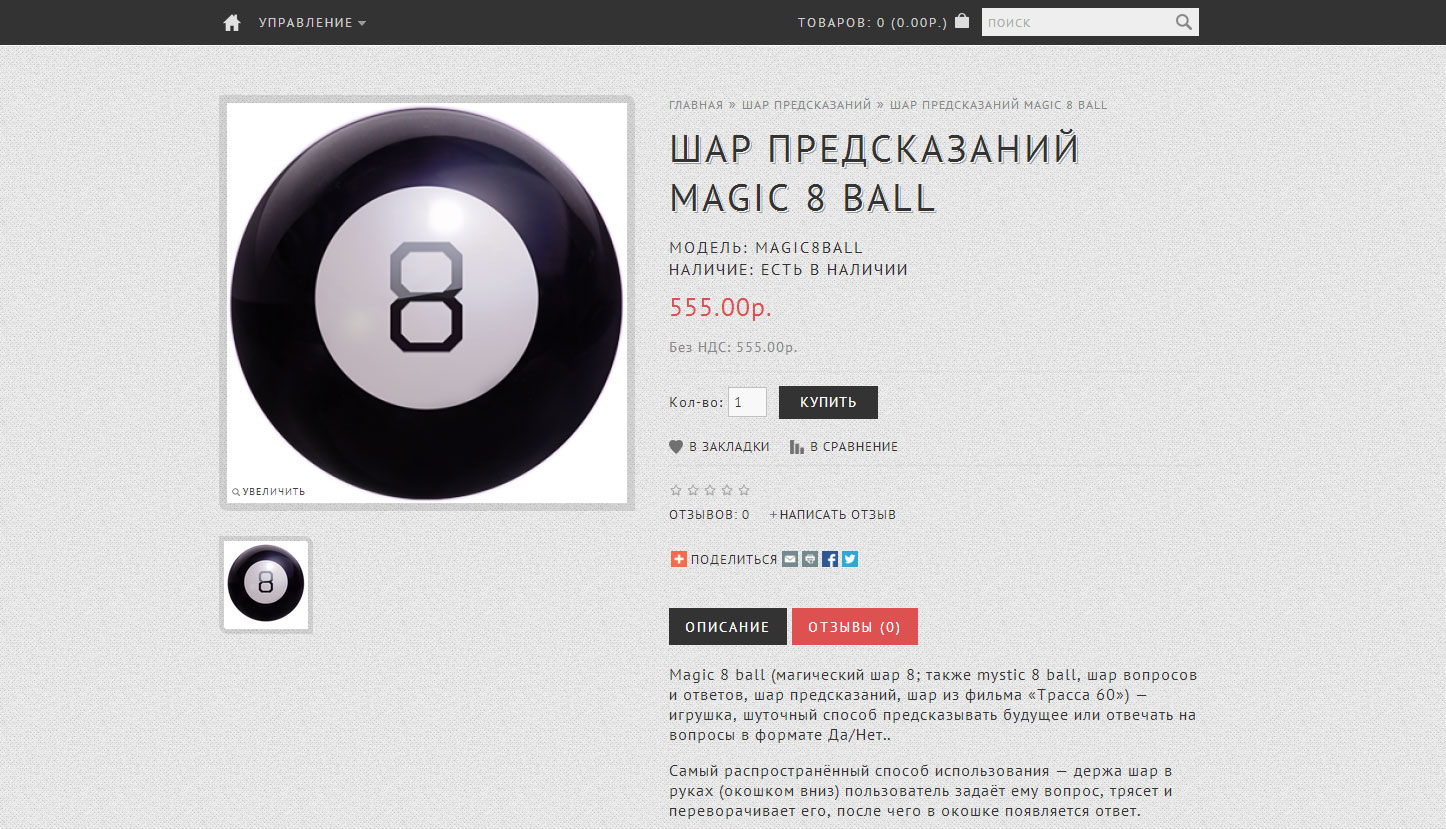 УПРАВЛЕНИЕ
ТОВАРОВ: 0 (0.00Р.)
ПОИСК
8
УВЕЛИЧИТЬ
8
ГЛАВНАЯ » ШАР ПРЕДСКАЗАНИЙ » ШАР ПРЕДСКАЗАНИЙ MAGIC 8 BALL
ШАР ПРЕДСКАЗАНИЙ
MAGIC 8 BALL
МОДЕЛЬ: MAGIC8BALL
НАЛИЧИЕ: ЕСТЬ В НАЛИЧИИ
555.00р.
Без НДС: 555.00р.
Кол-во: 1 КУПИТЬ
В ЗАКЛАДКИ В СРАВНЕНИЕ
ОТЗЫВОВ: 0 +НАПИСАТЬ ОТЗЫВ
ПОДЕЛИТЬСЯ
ОПИСАНИЕ ОТЗЫВЫ (0)
Magic 8 ball (магический шар 8; также mystic 8 ball, шар вопросов
и ответов, шар предсказаний, шар из фильма «Трасса 60») —
игрушка, шуточный способ предсказывать будущее или отвечать на
вопросы в формате Да/Нет..
Самый распространённый способ использования — держа шар в
руках (окошком вниз) пользователь задаёт ему вопрос, трясет и
переворачивает его, после чего в окошке появляется ответ.